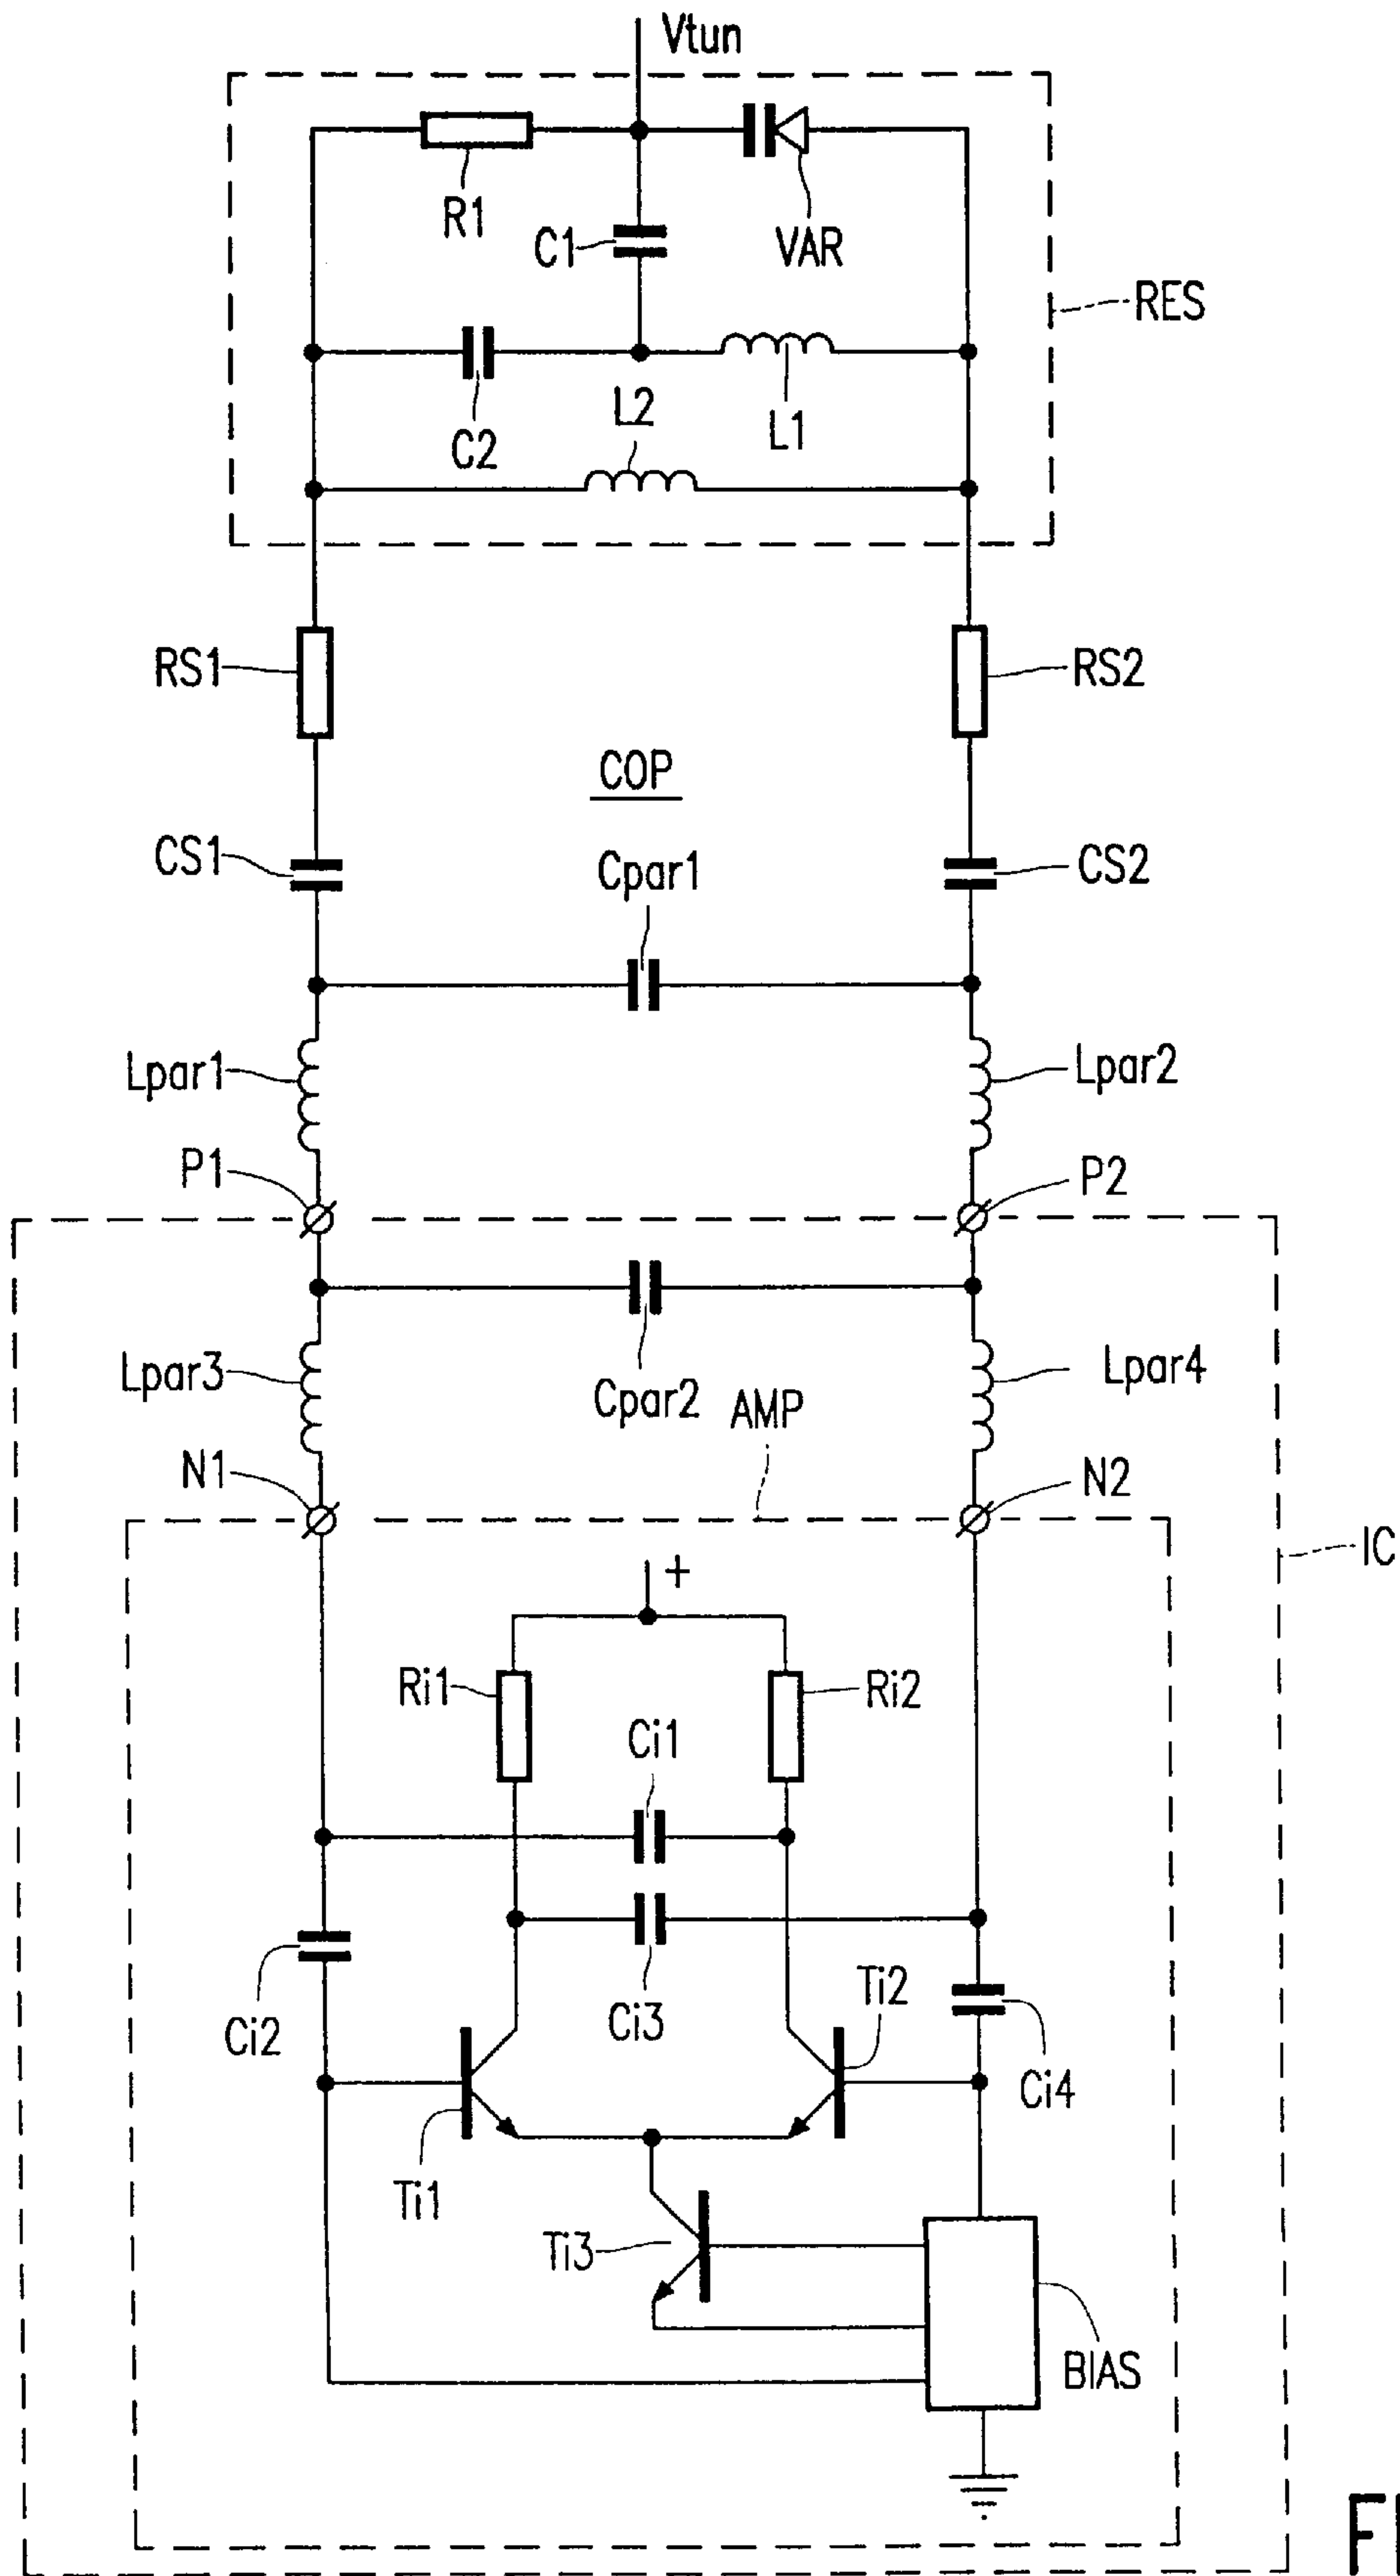 Vtun
R1
C1
VAR
RES
C2
L2
L1
RS1
RS2
COP
CS1
Cpar1
CS2
Lpar1
Lpar2
P1
P2
Lpar3
Cpar2
AMP
Lpar4
N1
N2
IC
+
Ri1
Ri2
Ci1
Ci2
Ci3
Ti2
Ci4
Ti1
Ti3
BIAS